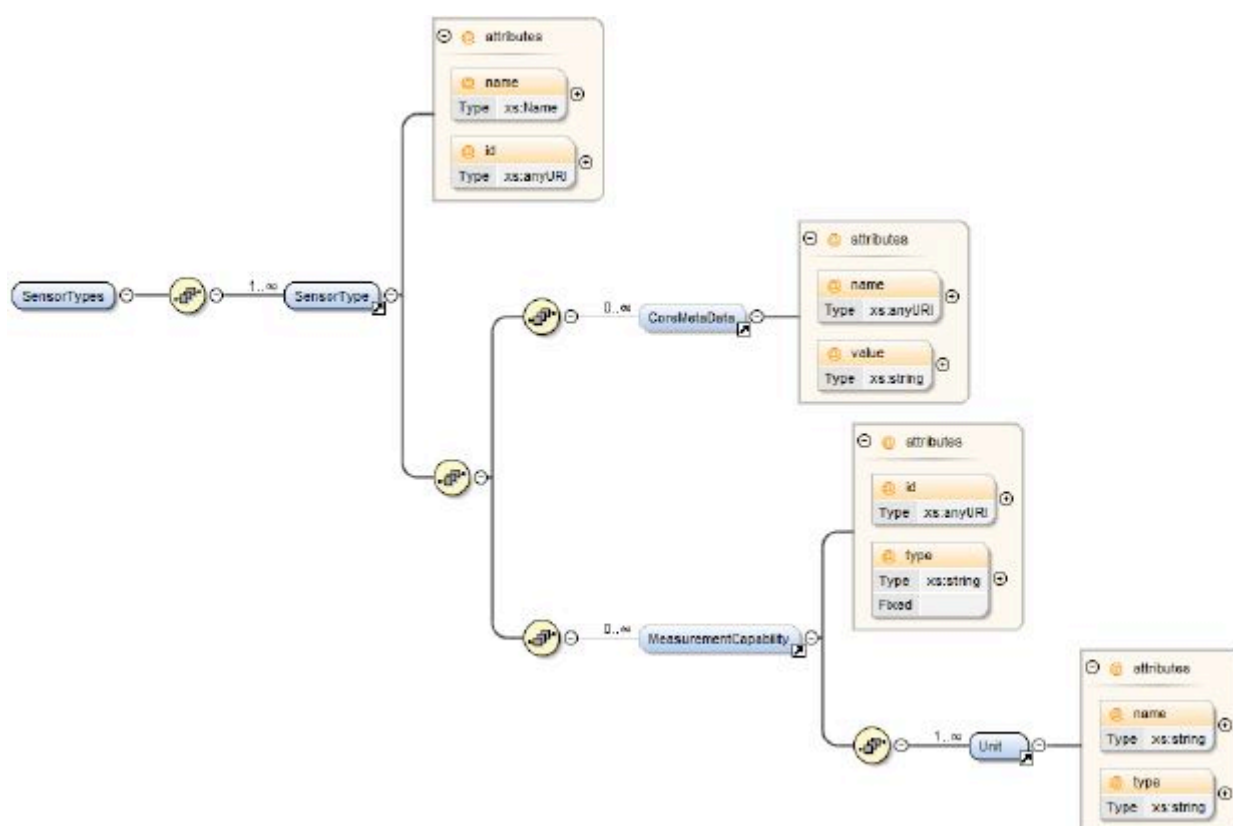 attributes
name
Type xs:Name
id
Type xs:anyURI
SensorTypes
1..∞
SensorType
attributes
name
Type xs:anyURI
value
Type xs:string
0..∞
CoreMetaData
attributes
id
Type xs:anyURI
type
Type xs:string
Fixed
0..∞
MeasurementCapability
attributes
name
Type xs:string
type
Type xs:string
1..∞
Unit